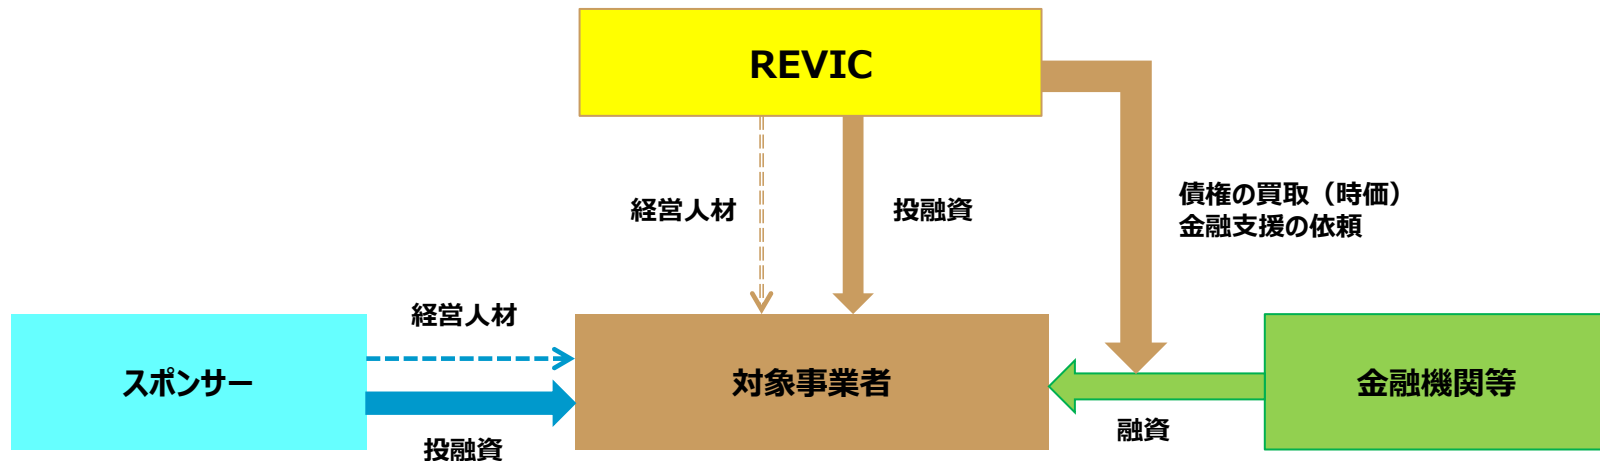 REVIC
経営人材
投融資
債権の買取（時価）
金融支援の依頼
経営人材
スポンサー
対象事業者
金融機関等
投融資
融資